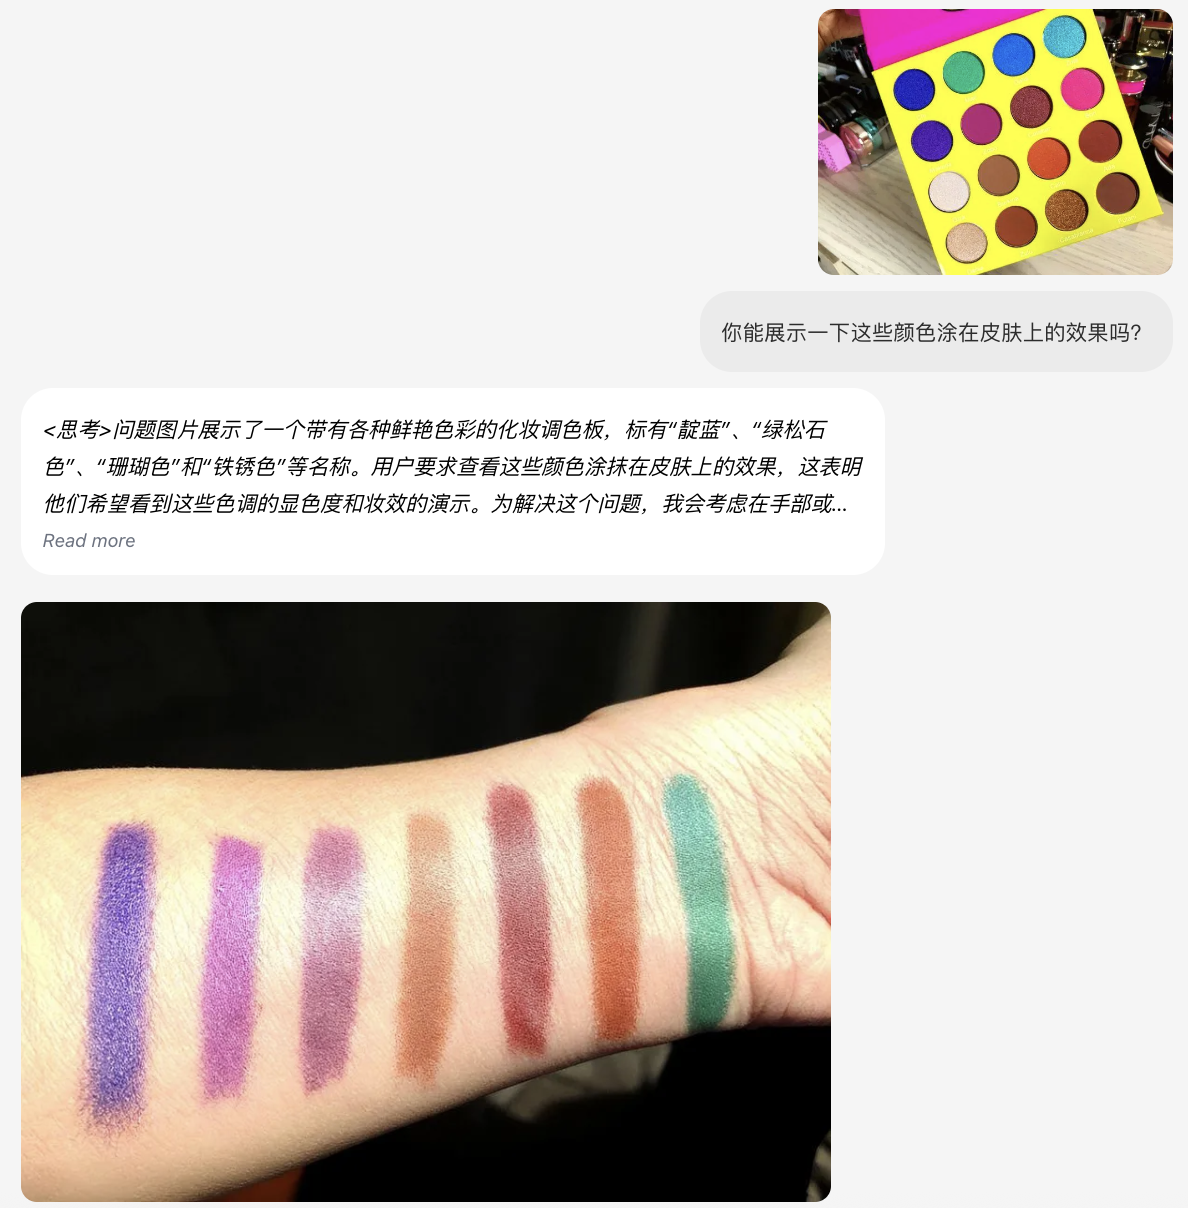 你能展示一下这些颜色涂在皮肤上的效果吗?
<思考>问题图片展示了一个带有各种鲜艳色彩的化妆调色板，标有“靛蓝”、“绿松石
色”、“珊瑚色”和“铁锈色”等名称。用户要求查看这些颜色涂抹在皮肤上的效果，这表明
他们希望看到这些色调的显色度和妆效的演示。为解决这个问题，我会考虑在手部或...
Read more